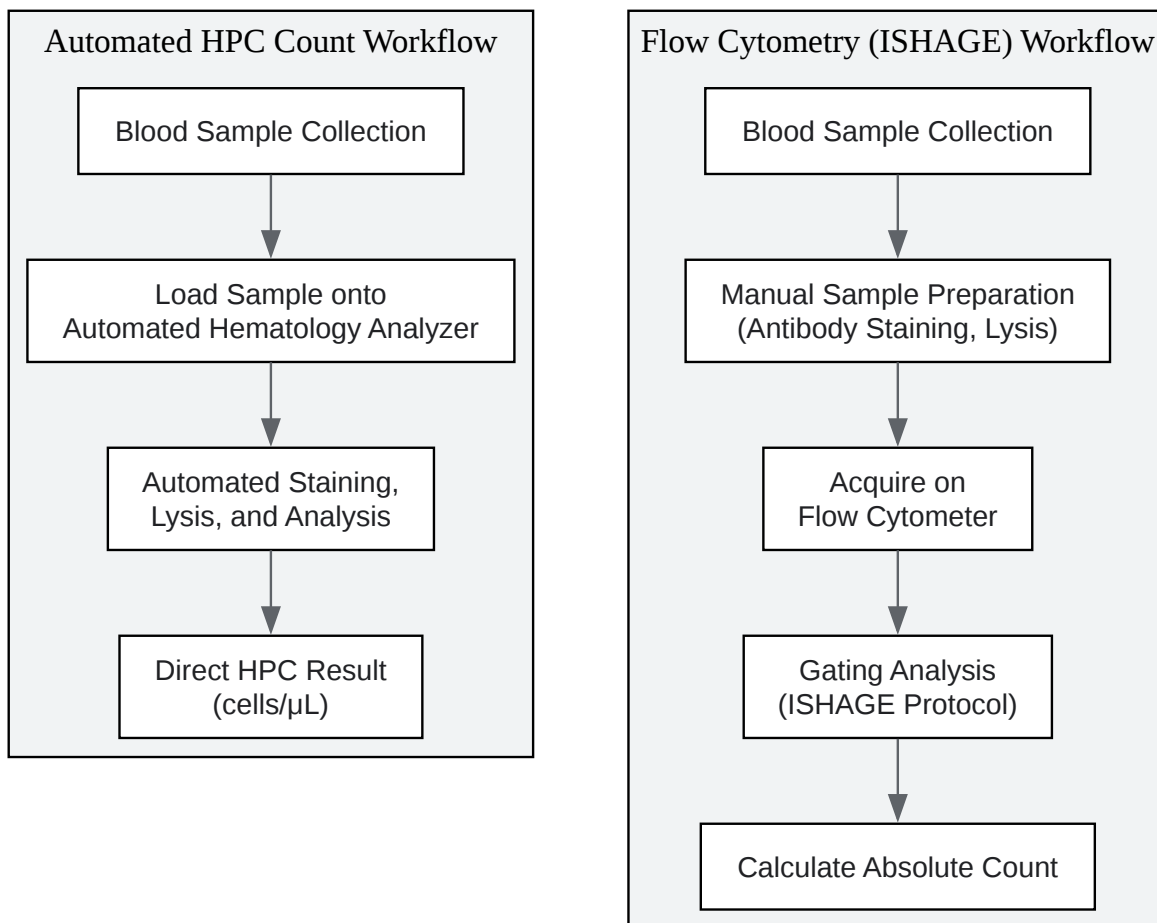 Automated HPC Count Workflow
Blood Sample Collection
Load Sample onto
Automated Hematology Analyzer
Automated Staining,
Lysis, and Analysis
Direct HPC Result
(cells/μL)
Flow Cytometry (ISHAGE) Workflow
Blood Sample Collection
Manual Sample Preparation
(Antibody Staining, Lysis)
Acquire on
Flow Cytometer
Gating Analysis
(ISHAGE Protocol)
Calculate Absolute Count